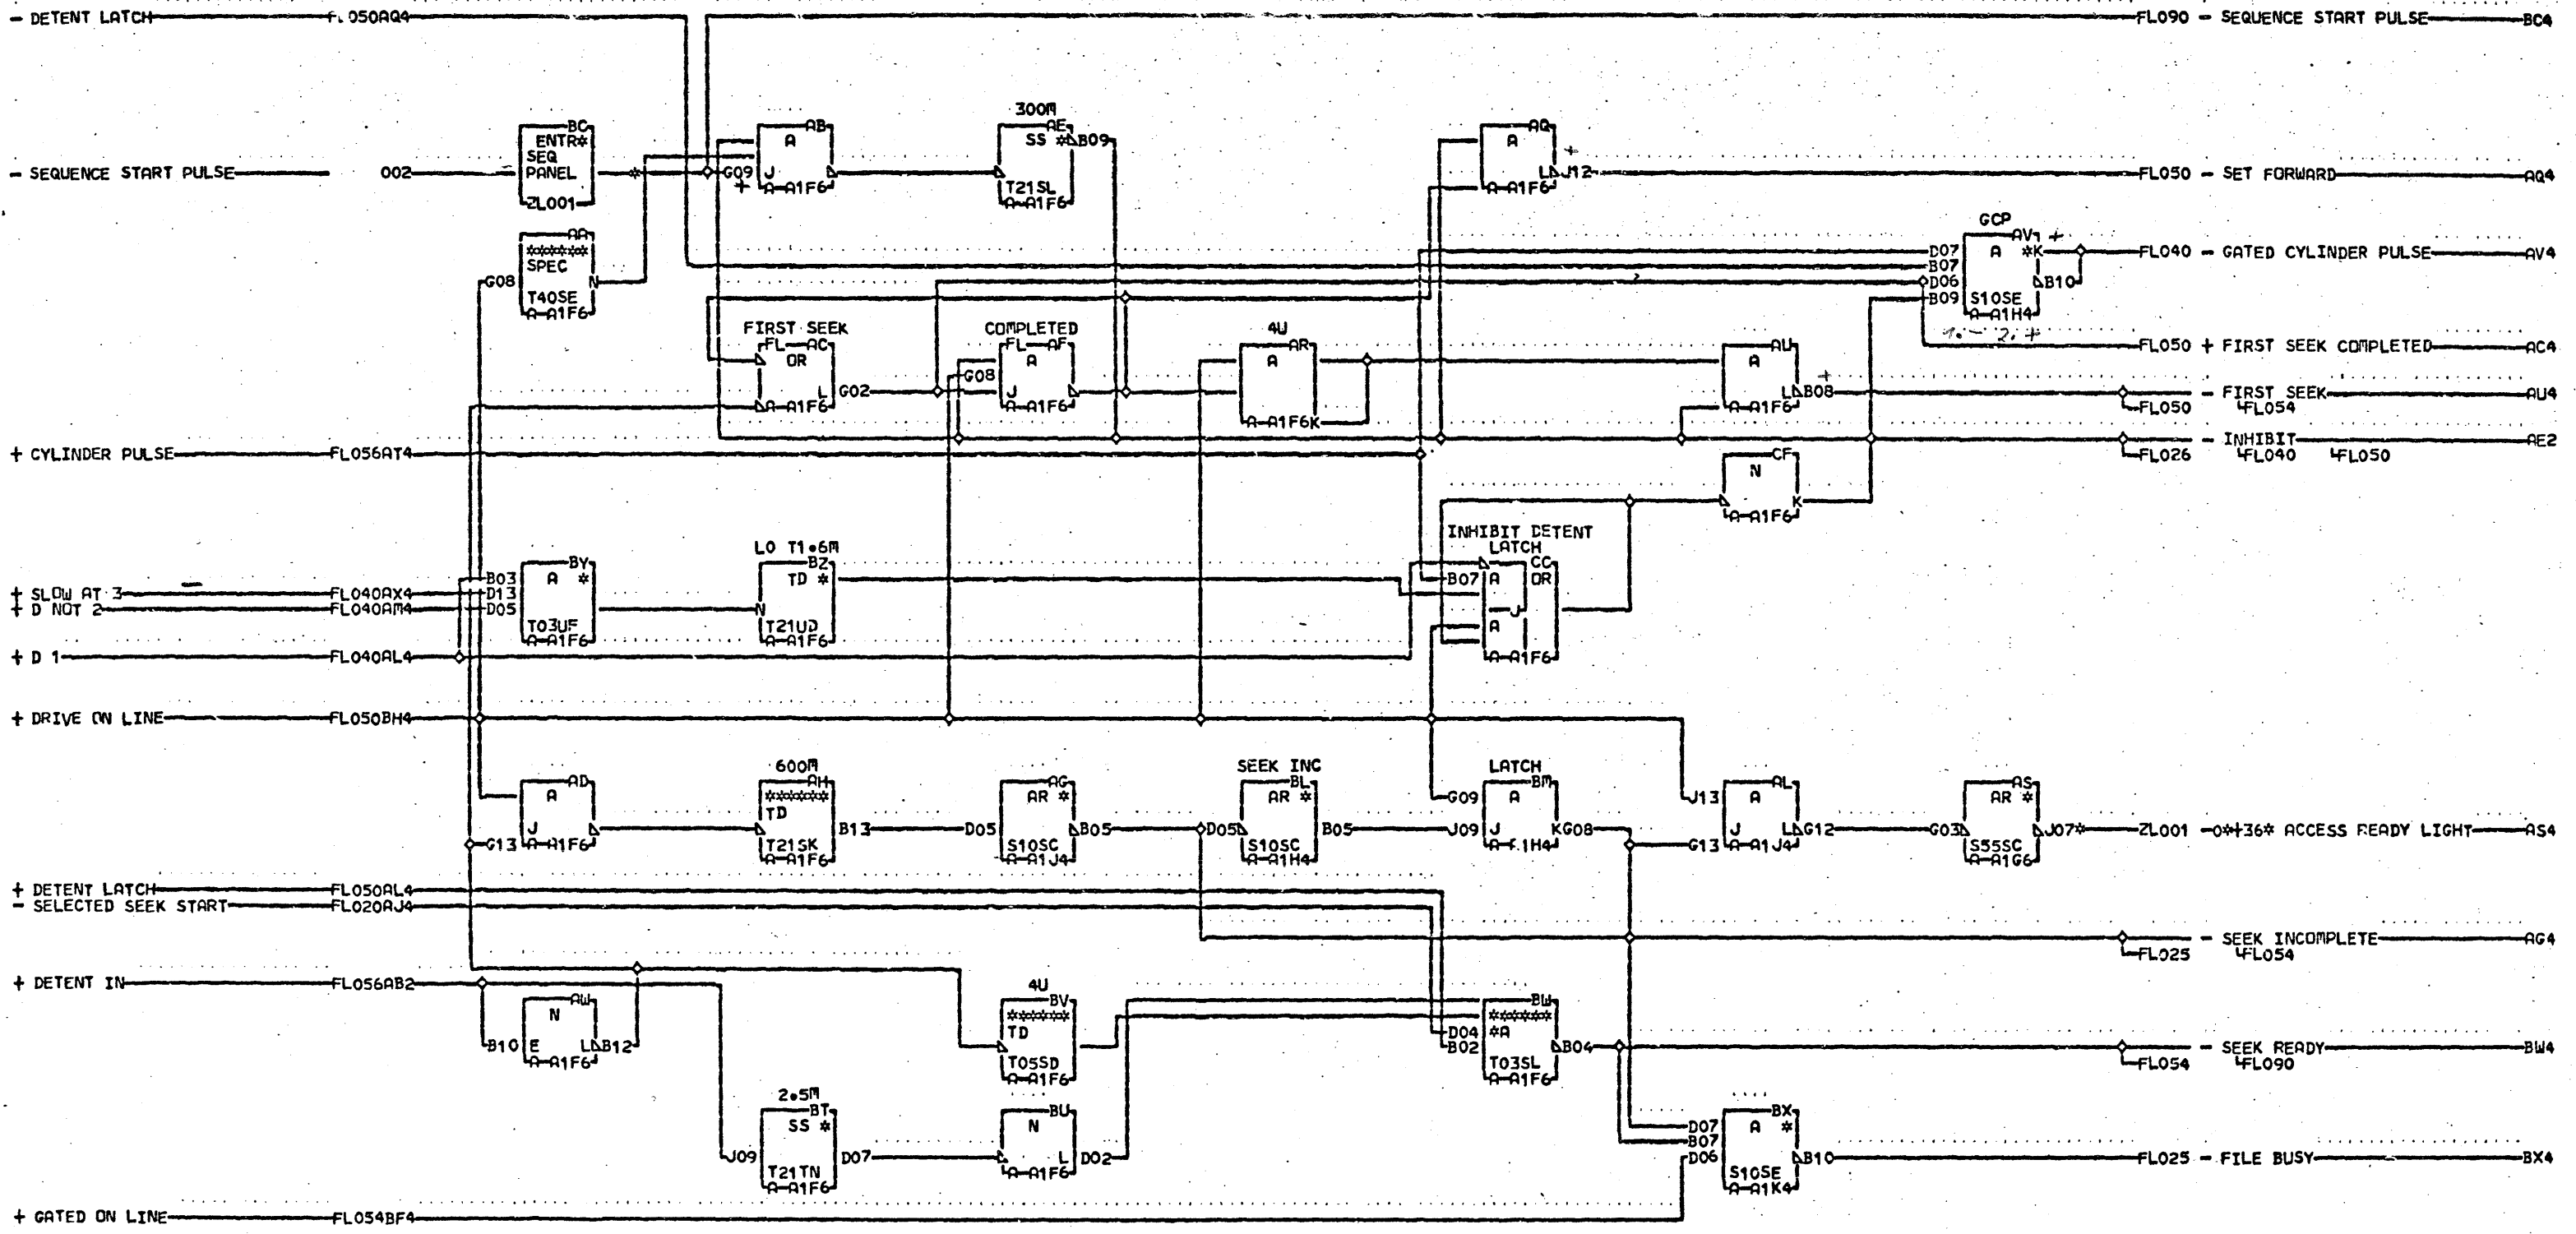 - DETENT LATCH FL050AQ4 FL090 - SEQUENCE START PULSE BC4
300M
BC AB AE AQ
ENTR* A SS * B09 A
SEQ
- SEQUENCE START PULSE 002 PANEL * G09 J + L J12 + FL050 - SET FORWARD AQ4
A-A1F6 T21SL A-A1F6
ZL001 A-A1F6
GCP
AA AV +
****** D07 A *K FL040 - GATED CYLINDER PULSE AV4
SPEC B07
G08 N D06 B10
T40SE B09 S10SE
A-A1F6 A-A1H4
FIRST SEEK COMPLETED 4U 1. - 2. +
FL AC FL AF AR AU FL050 + FIRST SEEK COMPLETED AC4
OR A A A
G08 +
L G02 J L B08 - FIRST SEEK AU4
A-A1F6 A-A1F6 A-A1F6 FL050 FL054
A-A1F6K
- INHIBIT AE2
+ CYLINDER PULSE FL056AT4 FL026 FL040 FL050
CF
N
K
A-A1F6
INHIBIT DETENT
LO T1.6M LATCH
BY BZ CC
B03 A * TD * B07 A OR
+ SLOW AT 3 FL040AX4 D13
+ D NOT 2 FL040AM4 D05 N J
T03UF T21UD A
A-A1F6 A-A1F6
+ D 1 FL040AL4 A-A1F6
+ DRIVE ON LINE FL050BH4
600M SEEK INC LATCH
AD AH AG BL BM AL AS
A ****** AR * AR * G09 A J13 A AR *
TD
J B13 D05 B05 D05 B05 J09 J KG08 J L G12 G03 J07* ZL001 -0*+36* ACCESS READY LIGHT AS4
G13 A-A1F6 T21SK S10SC S10SC G13 A-A1J4 S55SC
A-A1F6 A-A1J4 A-A1H4 A-A1G6
+ DETENT LATCH FL050AL4
- SELECTED SEEK START FL020AJ4
- SEEK INCOMPLETE AG4
FL025 FL054
+ DETENT IN FL056AB2
4U
AW BV BW
N ****** ******
TD D04 *A
B10 E L B12 B02 B04 - SEEK READY BW4
A-A1F6 T05SD T03SL FL054 FL090
A-A1F6 A-A1F6
2.5M
BT BU BX
SS * N D07 A *
B07
J09 D07 L D02 D06 B10 FL025 - FILE BUSY BX4
T21TN A-A1F6 S10SE
A-A1F6 A-A1K4
+ GATED ON LINE FL054BF4